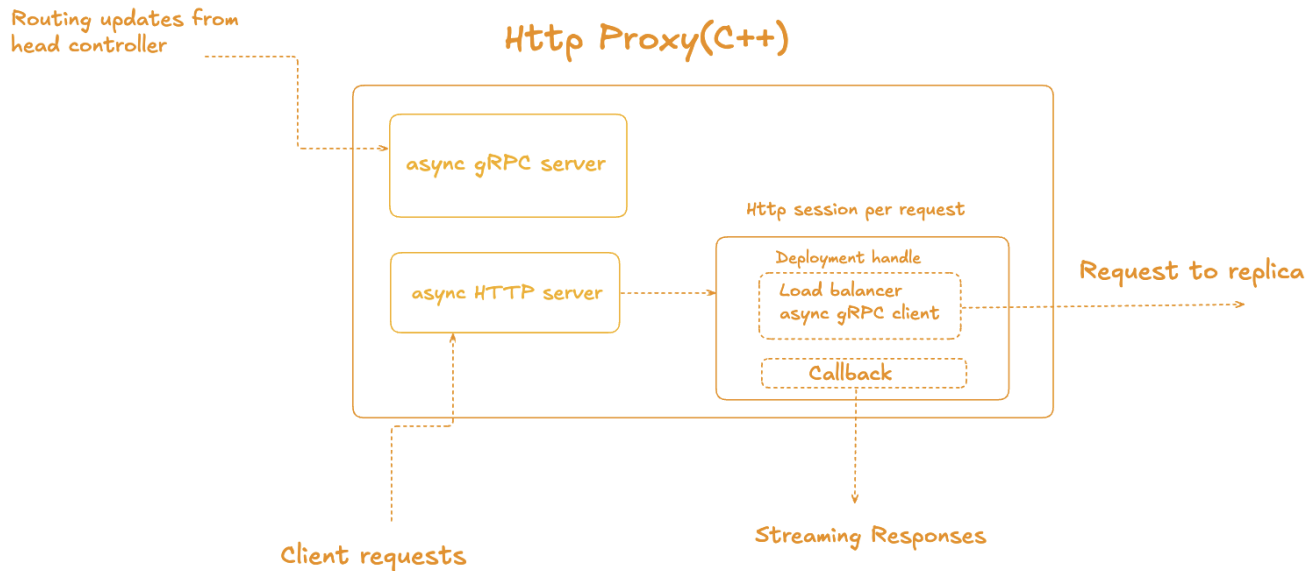 Routing updates from
head controller
Http Proxy(C++)
async gRPC server
Http session per request
Deployment handle
async HTTP server
Load balancer
async gRPC client
Request to replica
Callback
Streaming Responses
Client requests